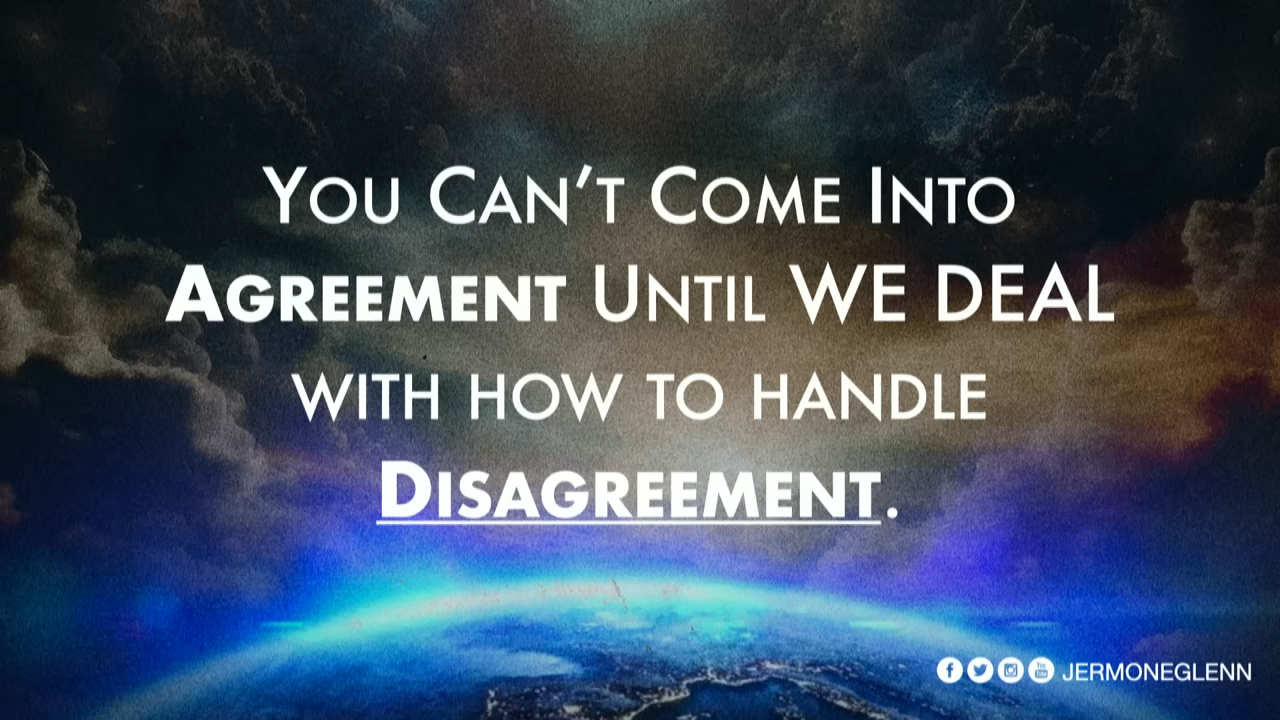 You Can’t Come Into
Agreement Until WE DEAL
with how to handle
Disagreement.
JERMONEGLENN